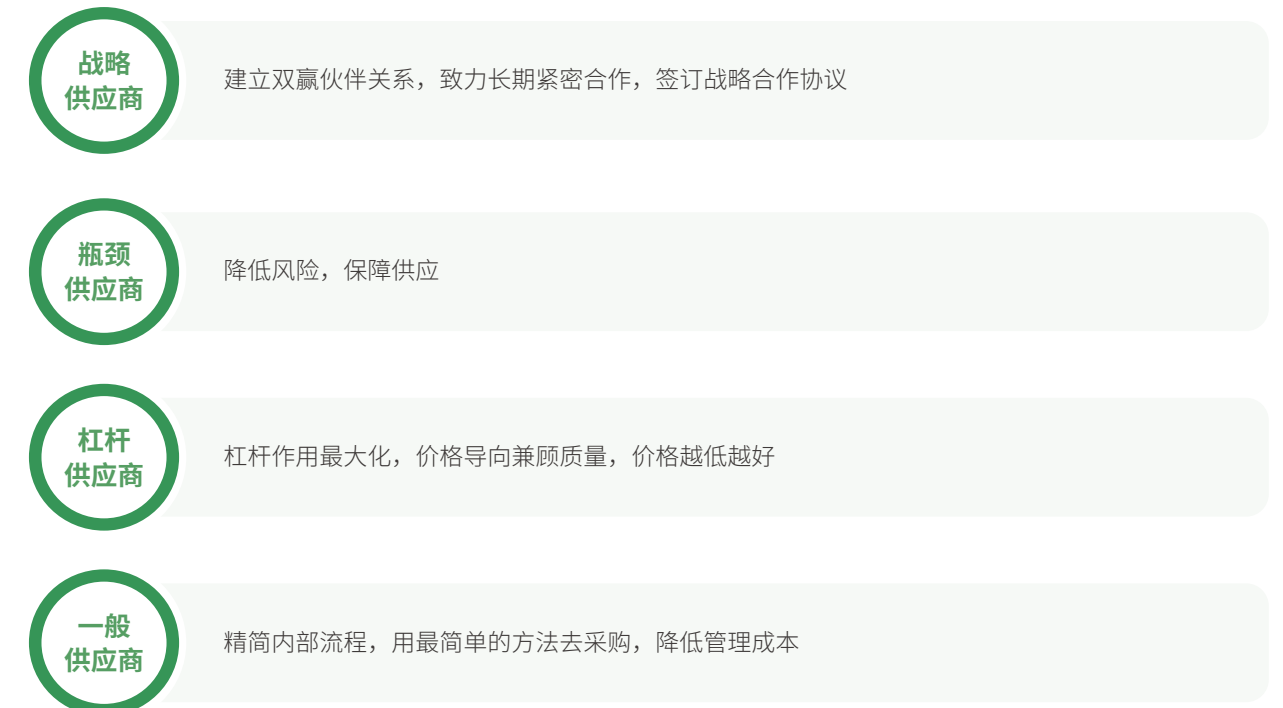 战略
供应商
建立双赢伙伴关系，致力长期紧密合作，签订战略合作协议
瓶颈
供应商
降低风险，保障供应
杠杆
供应商
杠杆作用最大化，价格导向兼顾质量，价格越低越好
一般
供应商
精简内部流程，用最简单的方法去采购，降低管理成本